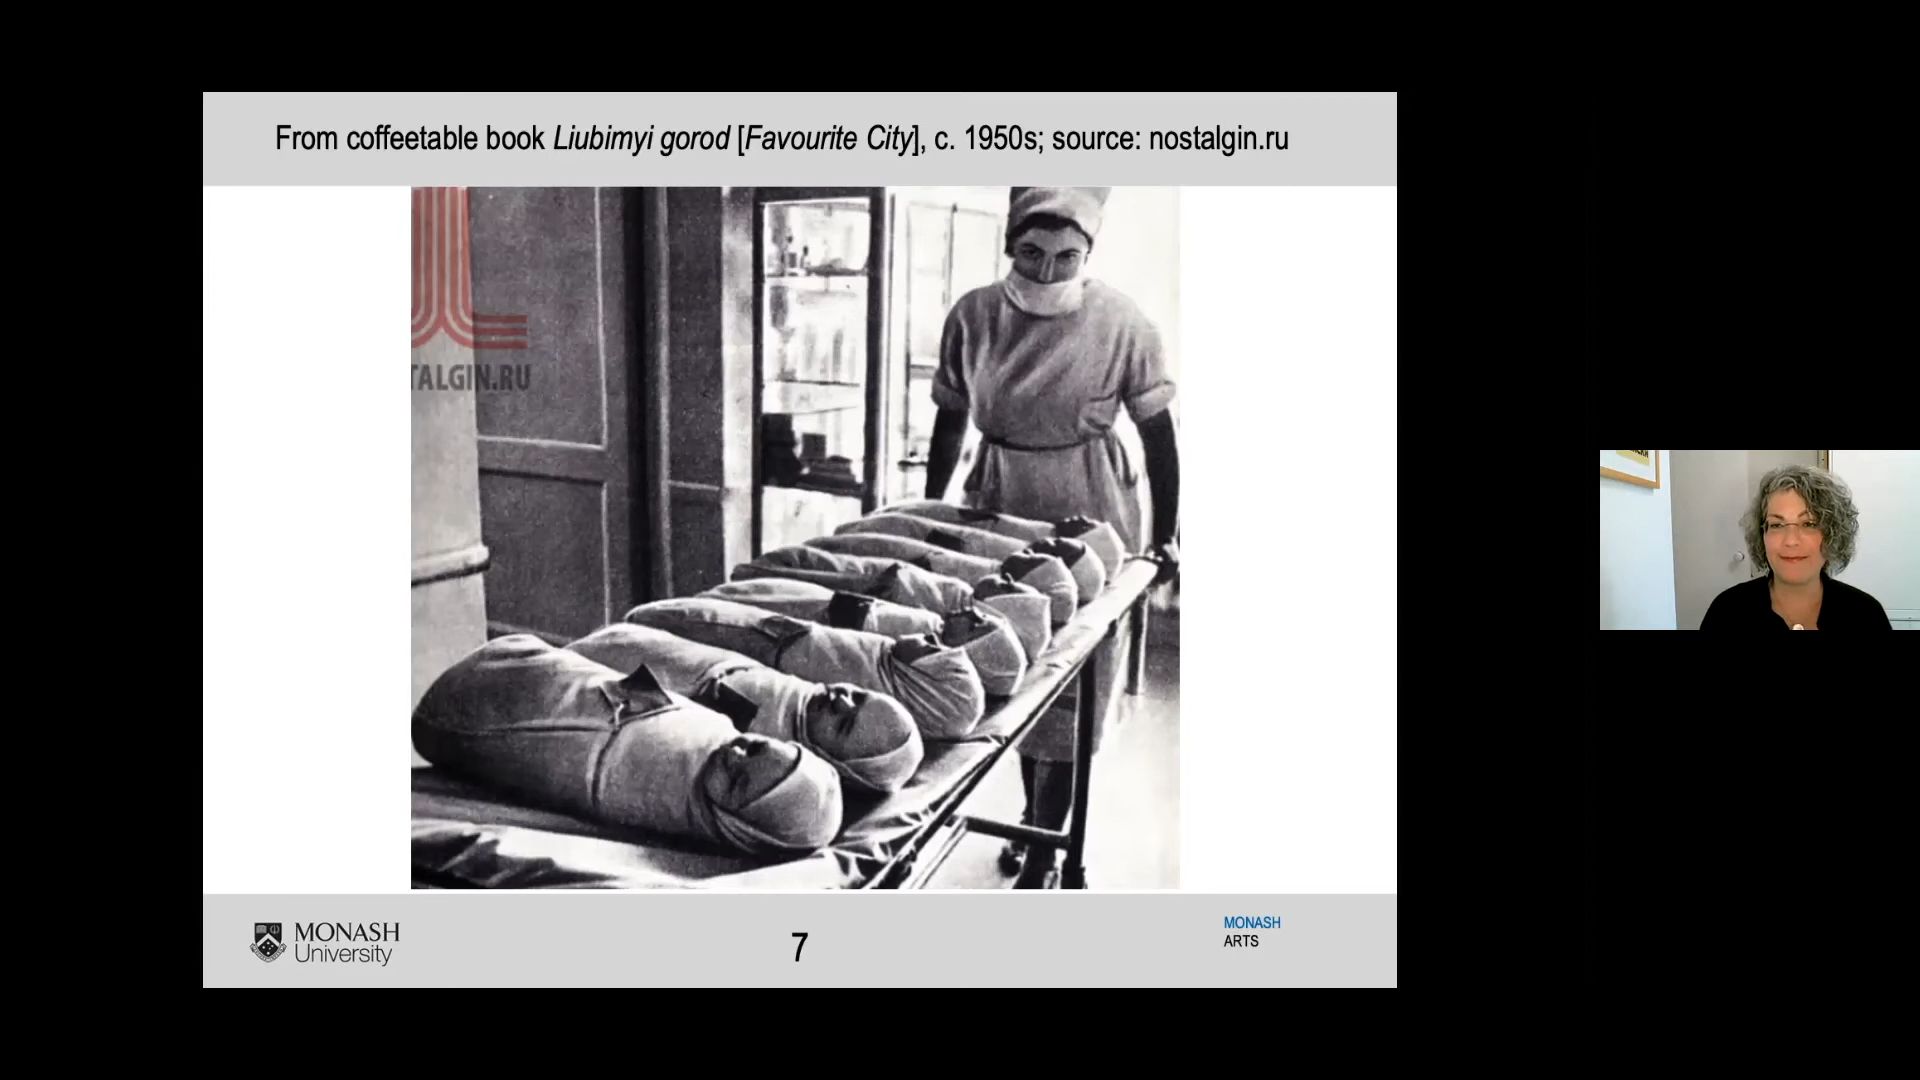 From coffeetable book Liubimyi gorod [Favourite City], c. 1950s; source: nostalgin.ru
TALGIN.RU
MONASH
University
7
MONASH
ARTS